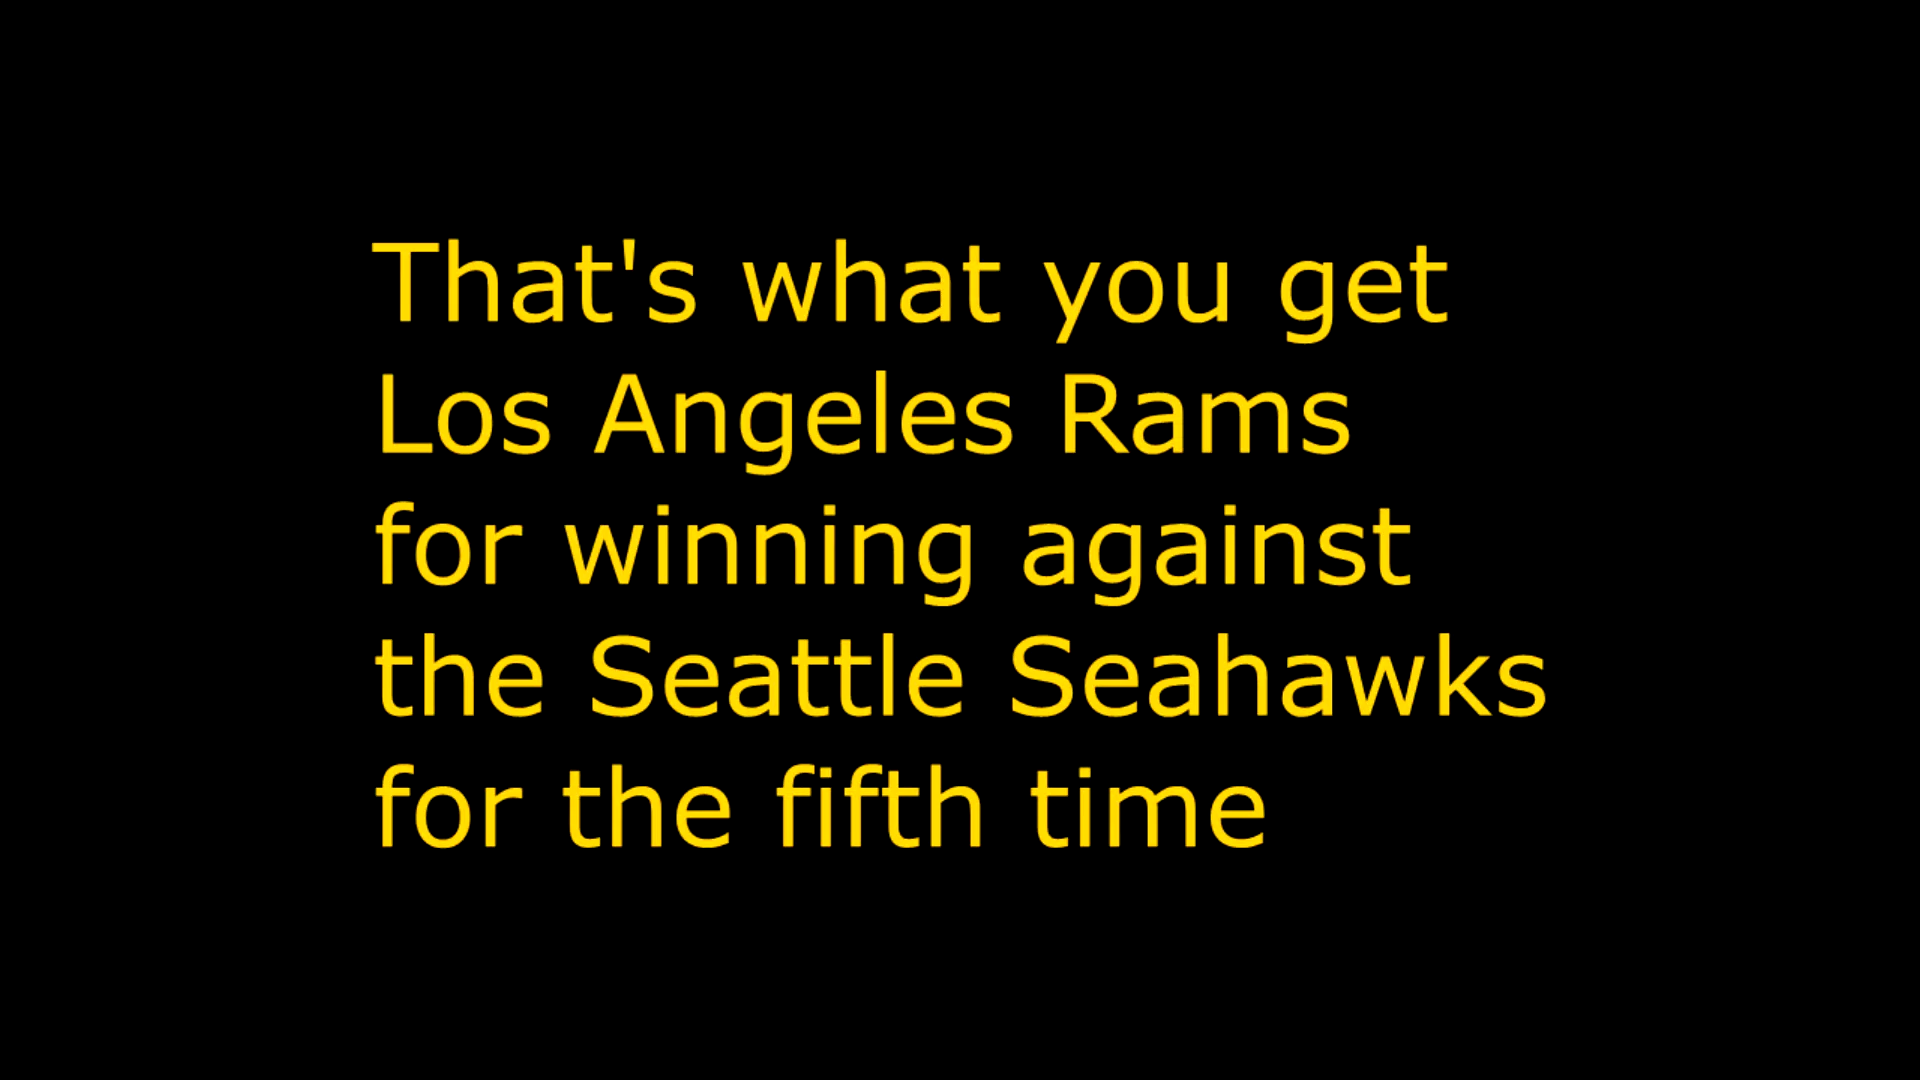 That's what you get
Los Angeles Rams
for winning against
the Seattle Seahawks
for the fifth time